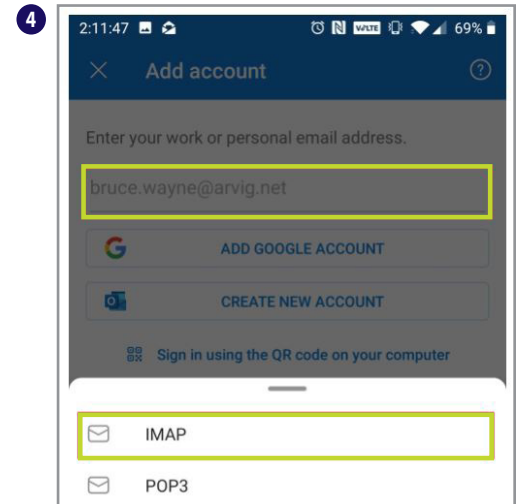 4
2:11:47 VoLTE 69%
Add account
Enter your work or personal email address.
bruce.wayne@arvig.net
ADD GOOGLE ACCOUNT
CREATE NEW ACCOUNT
Sign in using the QR code on your computer
IMAP
POP3